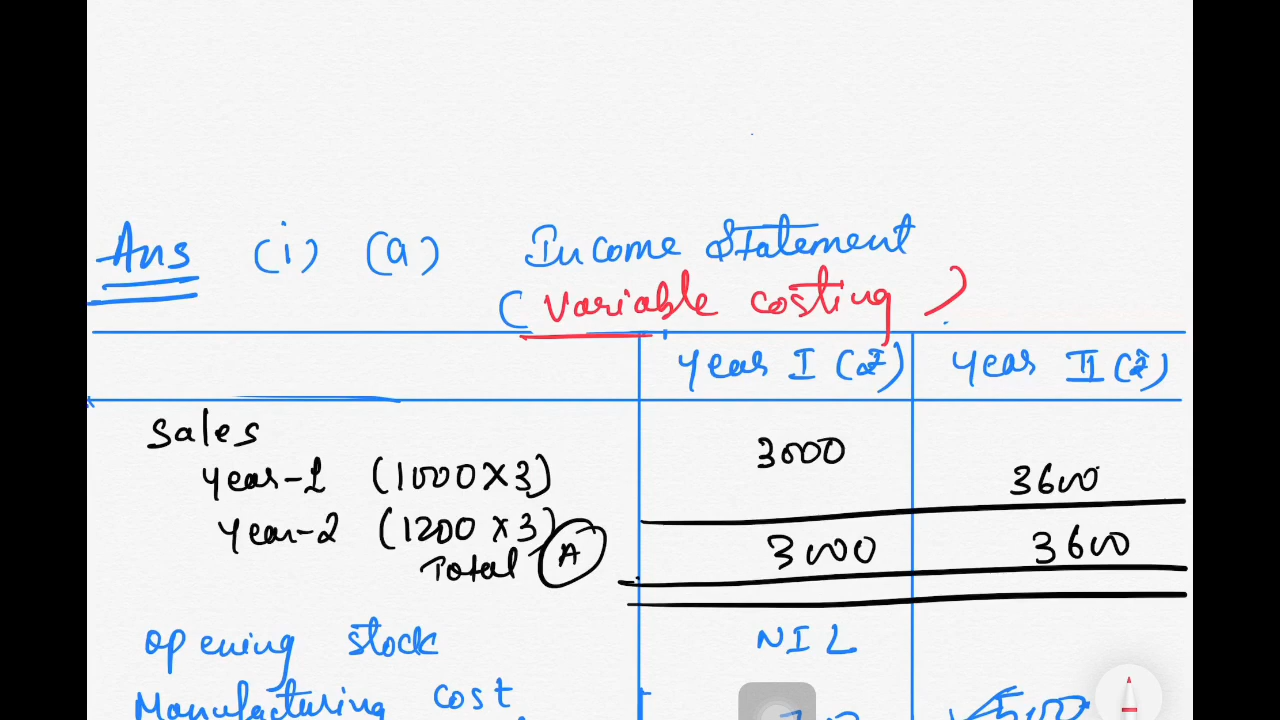 Ans (i) (a) Income Statement
(Variable costing)
Year I Year II
Sales
Year-1 (1000 X 3) 3000
3600
Year-2 (1200 X 3)
Total A 3000 3600
Opening stock NIL
Manufacturing cost